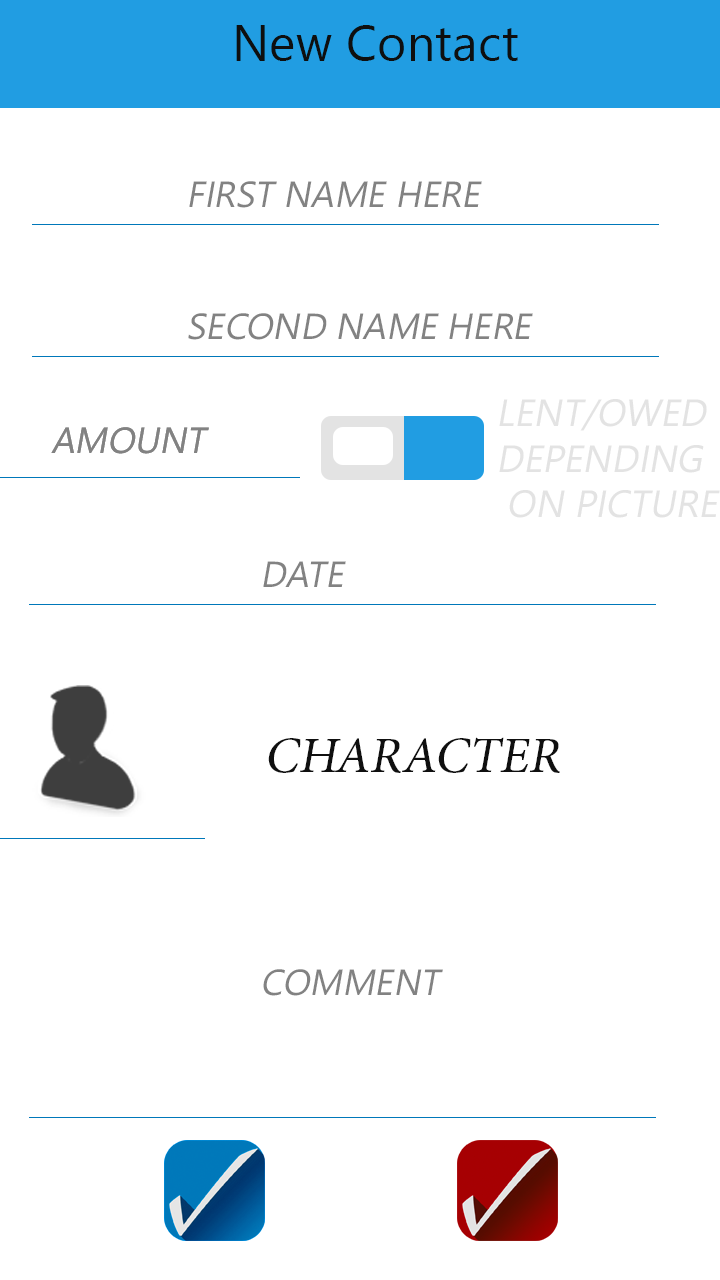 New Contact
FIRST NAME HERE
SECOND NAME HERE
AMOUNT
LENT/OWED
DEPENDING
ON PICTURE
DATE
CHARACTER
COMMENT